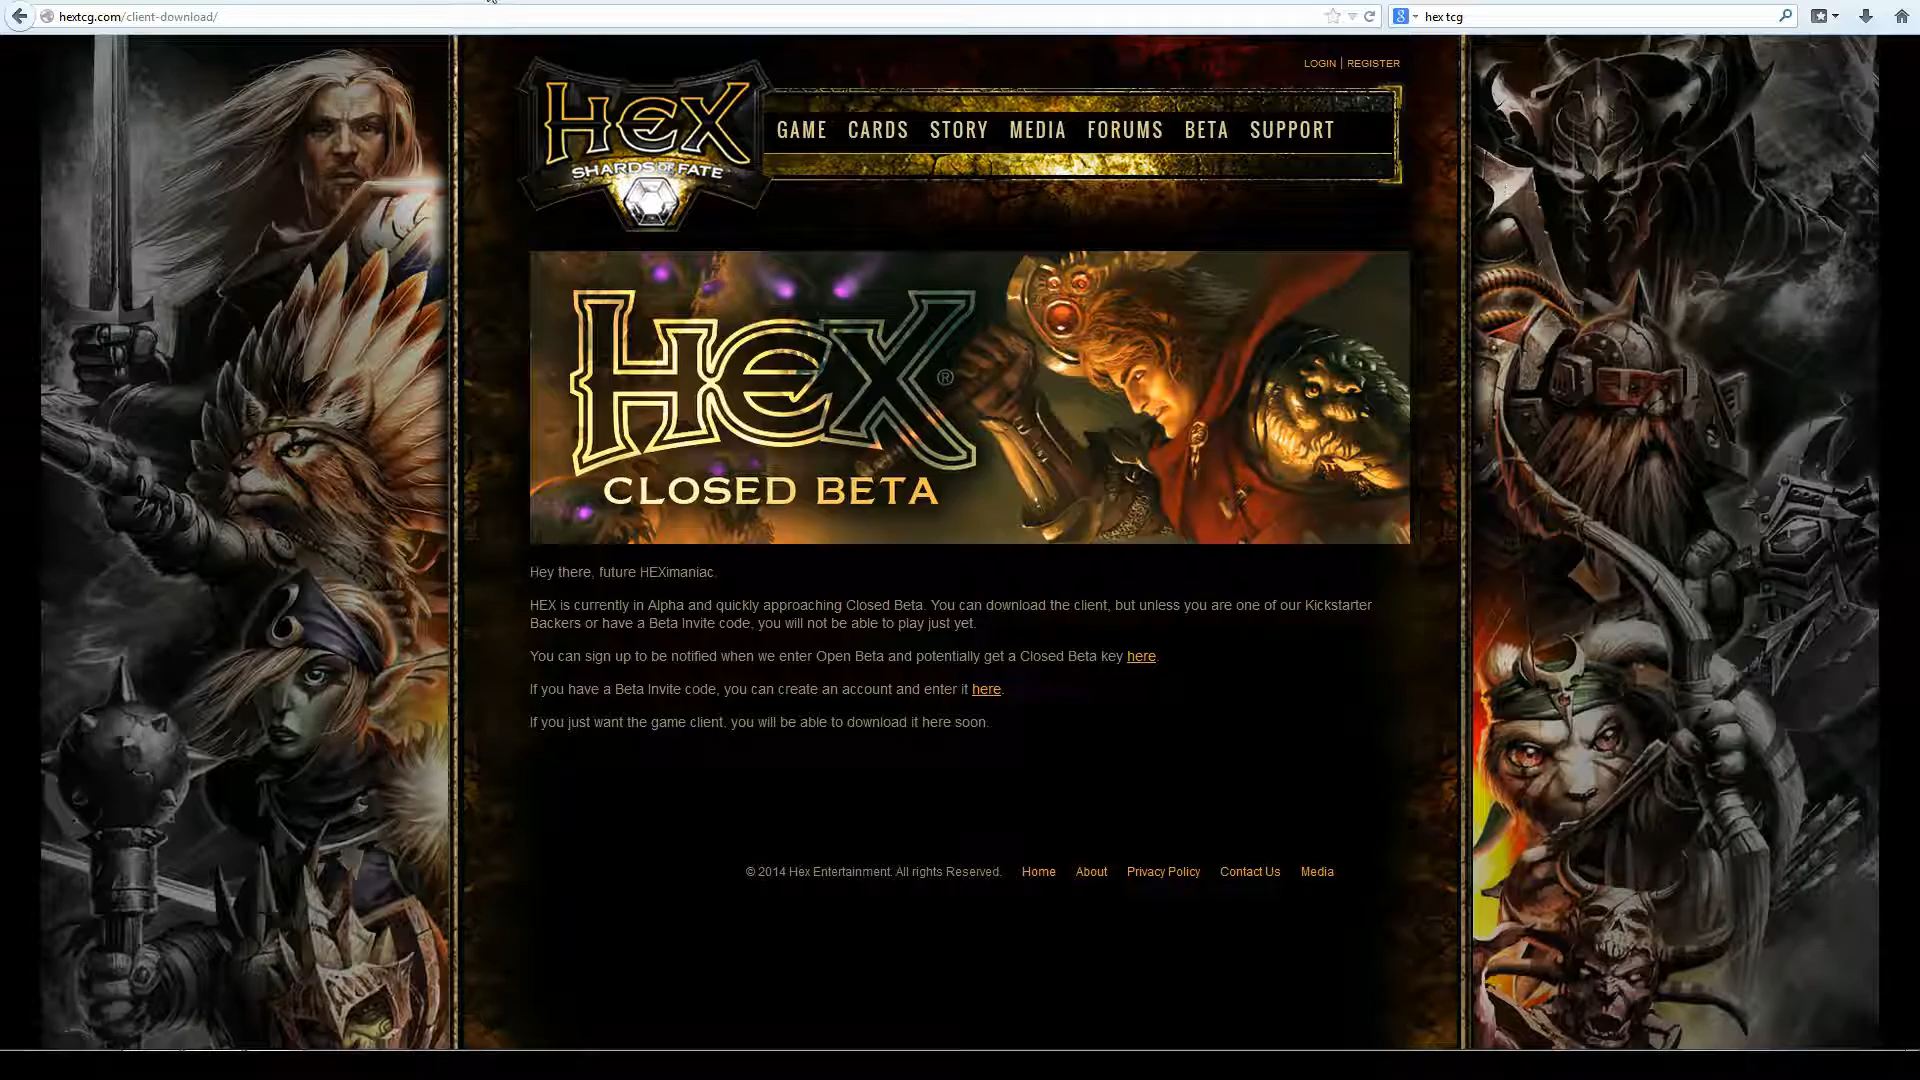 hextcg.com/client-download/
hex tcg
LOGIN | REGISTER
HEX
SHARDS OF FATE
GAME CARDS STORY MEDIA FORUMS BETA SUPPORT
HEX®
CLOSED BETA
Hey there, future HEXimaniac.
HEX is currently in Alpha and quickly approaching Closed Beta. You can download the client, but unless you are one of our Kickstarter
Backers or have a Beta Invite code, you will not be able to play just yet.
You can sign up to be notified when we enter Open Beta and potentially get a Closed Beta key here.
If you have a Beta Invite code, you can create an account and enter it here.
If you just want the game client, you will be able to download it here soon.
© 2014 Hex Entertainment. All rights Reserved. Home About Privacy Policy Contact Us Media